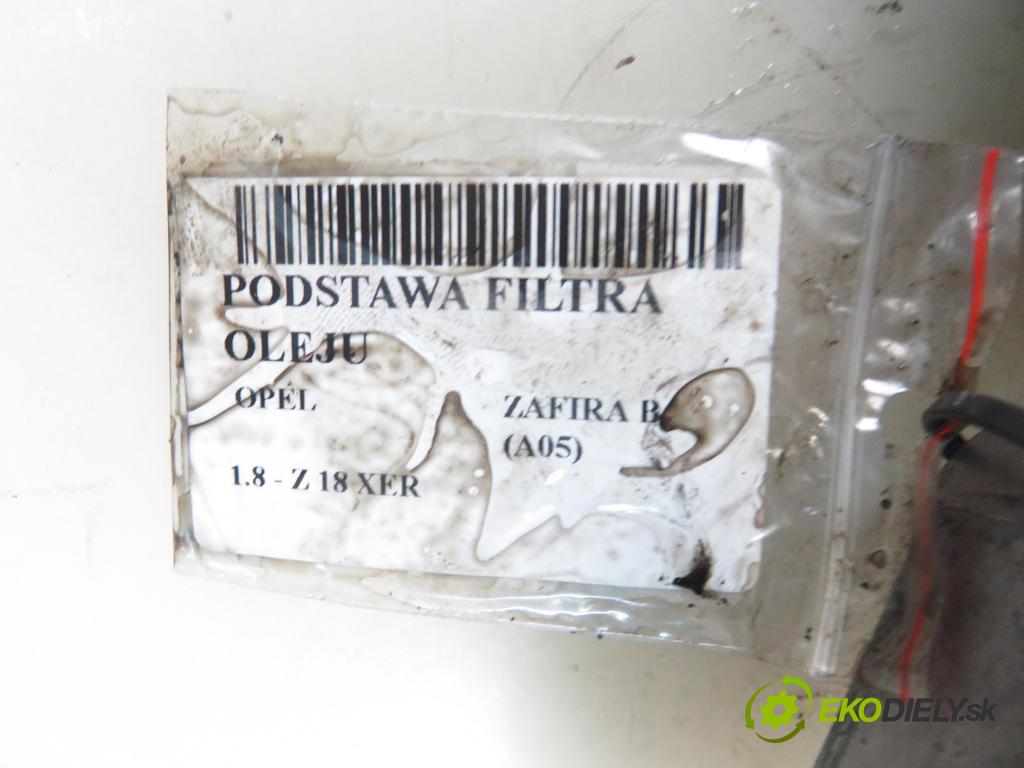 PODSTAWA FILTRA
OLEJU
OPEL
ZAFIRA B
(A05)
1.8 - Z 18 XER
EKODIELY.sk